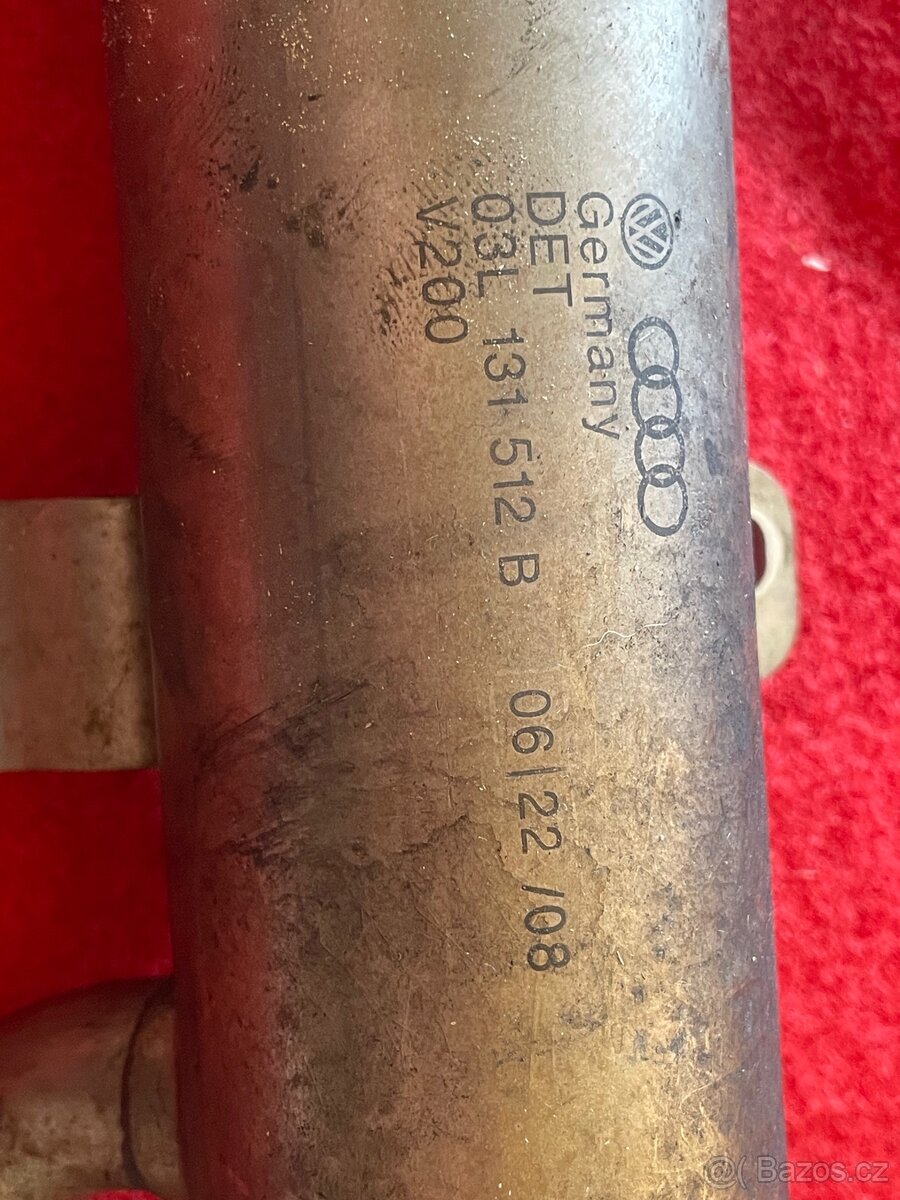 Germany
DET
03L 131 512 B 06/22 /08
V200
@( Bazos.cz